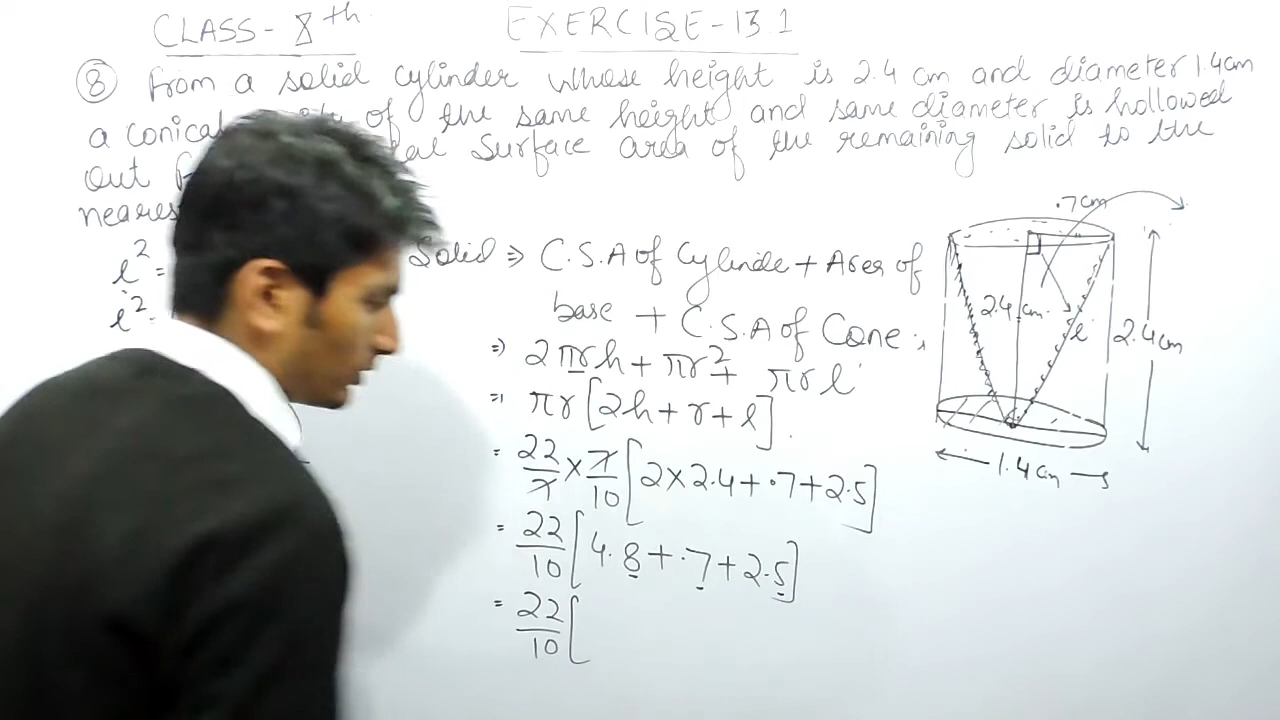 CLASS - 8th EXERCISE-13.1
⑧ from a solid cylinder whose height is 2.4 cm and diameter 1.4cm
a conical of the same height and same diameter is hollowed
out surface area of the remaining solid to the
.7cm
l² = Solid ⇒ C.S.A of Cylinde + Area of
l² = base + C.S.A of Cone
⇒ 2πrh + πr² + πrl
= πr[2h+r+l]
= 22/7 × 7/10 [2×2.4+.7+2.5]
= 22/10 [4.8+.7+2.5]
= 22/10 [
2.4 cm
l
2.4cm
1.4cm